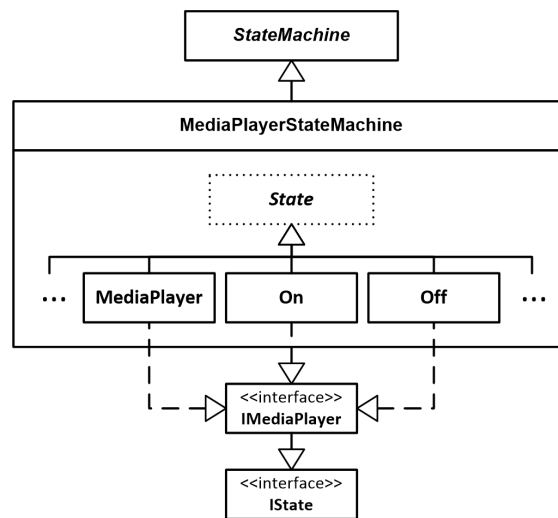 StateMachine
MediaPlayerStateMachine
State
... MediaPlayer On Off ...
<<interface>>
IMediaPlayer
<<interface>>
IState